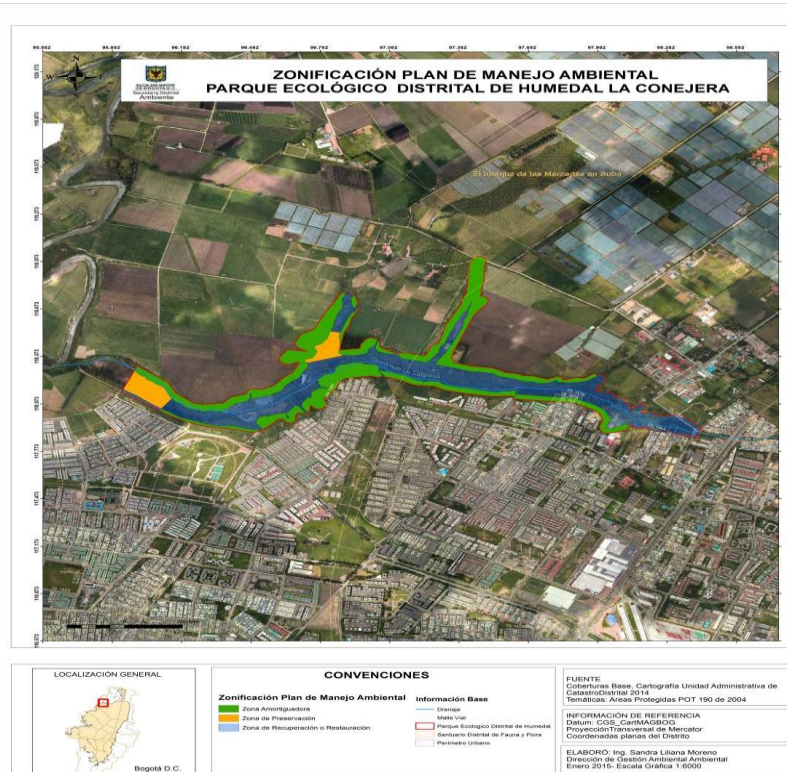 ZONIFICACIÓN PLAN DE MANEJO AMBIENTAL
PARQUE ECOLÓGICO DISTRITAL DE HUMEDAL LA CONEJERA
Ambiente
El bosque de las Mercedes en Suba
LOCALIZACIÓN GENERAL
Bogotá D.C.
CONVENCIONES
Zonificación Plan de Manejo Ambiental
Zona Amortiguadora
Zona de Preservación
Zona de Recuperación o Restauración
Información Base
Drenaje
Malla Vial
Parque Ecologico Distrital de Humedal
Santuario Distrital de Fauna y Flora
Perimetro Urbano
FUENTE
Coberturas Base, Cartografía Unidad Administrativa de
CatastroDistrital 2014
Temáticas: Áreas Protegidas POT 190 de 2004
INFORMACIÓN DE REFERENCIA
Datum: CGS_CartMAGBOG
ProyecciónTransversal de Mercator
Coordenadas planas del Distrito
ELABORÓ: Ing. Sandra Liliana Moreno
Dirección de Gestión Ambiental Ambiental
Enero 2015- Escala Gráfica 1:6000